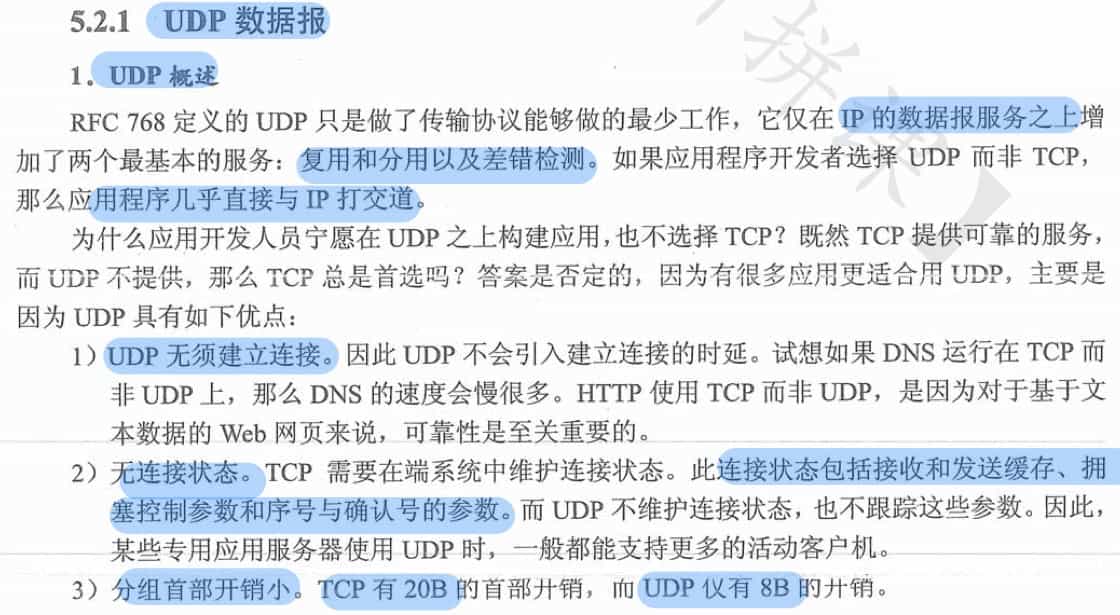 5.2.1 UDP 数据报
1。UDP 概述
RFC 768 定义的 UDP 只是做了传输协议能够做的最少工作，它仅在 IP 的数据报服务之上增
加了两个最基本的服务：复用和分用以及差错检测。如果应用程序开发者选择 UDP 而非 TCP，
那么应用程序几乎直接与 IP 打交道。
为什么应用开发人员宁愿在 UDP 之上构建应用，也不选择 TCP？既然 TCP 提供可靠的服务，
而 UDP 不提供，那么 TCP 总是首选吗？答案是否定的，因为有很多应用更适合用 UDP，主要是
因为 UDP 具有如下优点：
1）UDP 无须建立连接。因此 UDP 不会引入建立连接的时延。试想如果 DNS 运行在 TCP 而
非 UDP 上，那么 DNS 的速度会慢很多。HTTP 使用 TCP 而非 UDP，是因为对于基于文
本数据的 Web 网页来说，可靠性是至关重要的。
2）无连接状态。TCP 需要在端系统中维护连接状态。此连接状态包括接收和发送缓存、拥
塞控制参数和序号与确认号的参数。而 UDP 不维护连接状态，也不跟踪这些参数。因此，
某些专用应用服务器使用 UDP 时，一般都能支持更多的活动客户机。
3）分组首部开销小。TCP 有 20B 的首部开销，而 UDP 仅有 8B 的开销。
拼课】